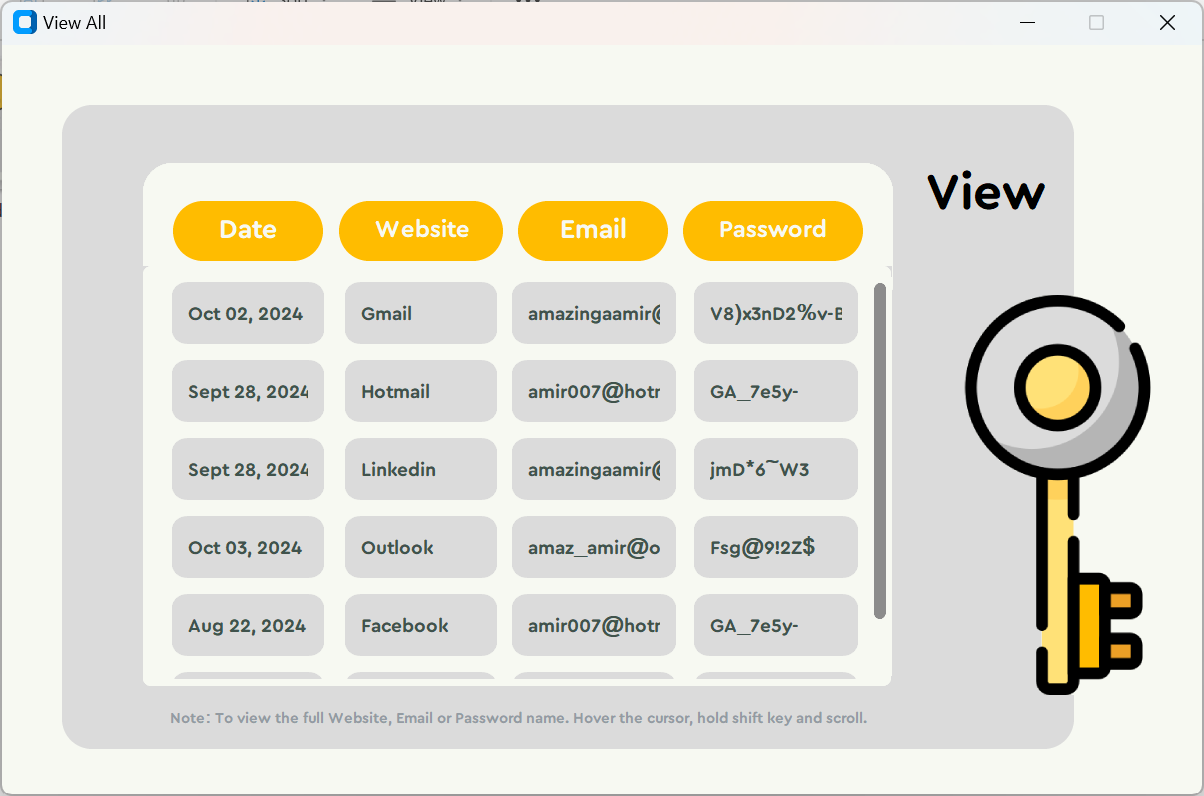 View All
View
Date Website Email Password
Oct 02, 2024 Gmail amazingaamir@ V8)x3nD2%v-B
Sept 28, 2024 Hotmail amir007@hotr GA_7e5y-
Sept 28, 2024 Linkedin amazingaamir@ jmD*6~W3
Oct 03, 2024 Outlook amaz_amir@o Fsg@9!2Z$
Aug 22, 2024 Facebook amir007@hotr GA_7e5y-
Note: To view the full Website, Email or Password name. Hover the cursor, hold shift key and scroll.